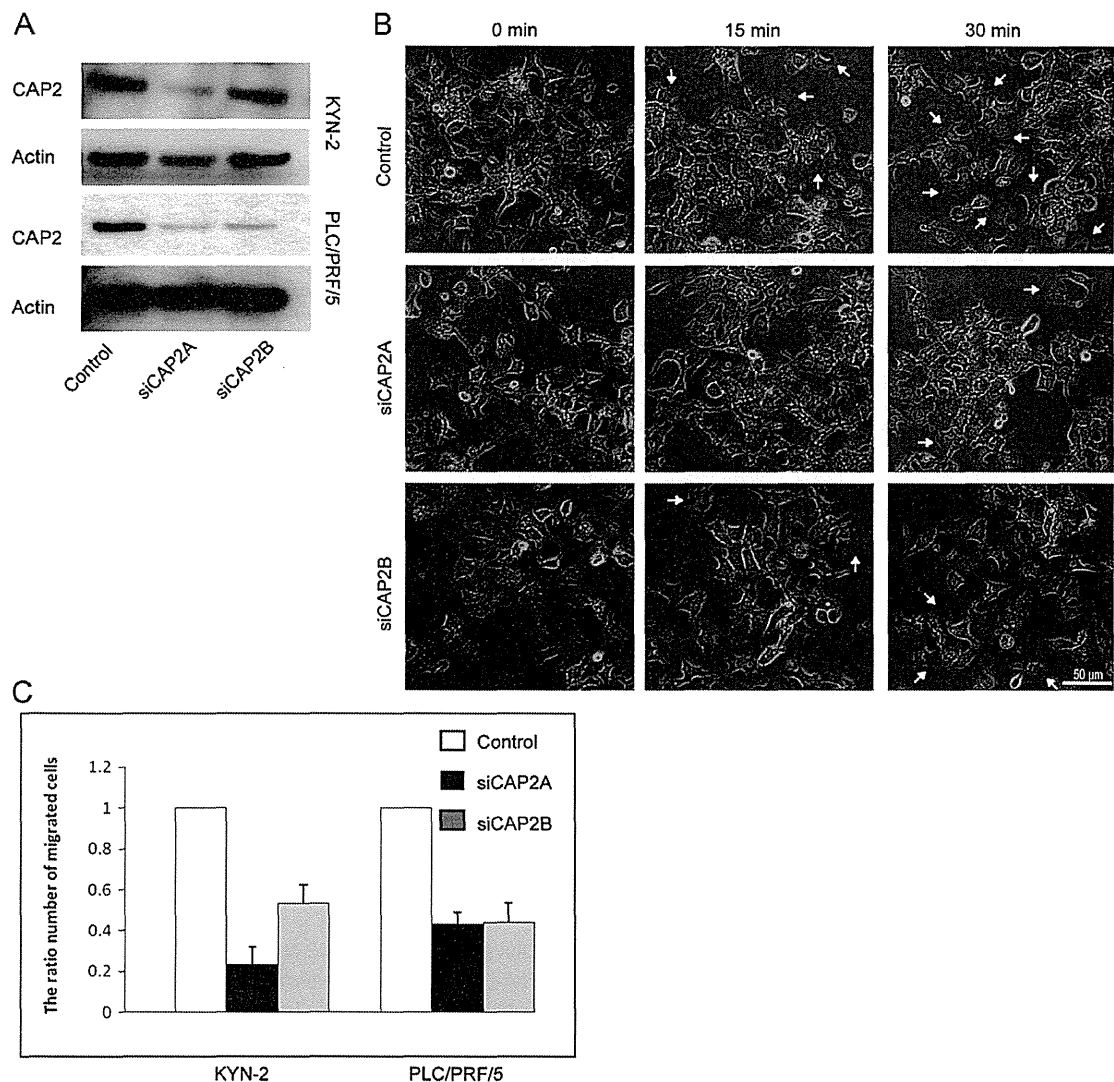 A
CAP2
Actin
KYN-2
CAP2
Actin
PLC/PRF/5
Control
siCAP2A
siCAP2B
B
0 min
15 min
30 min
Control
siCAP2A
siCAP2B
50 µm
C
The ratio number of migrated cells
1.2
1
0.8
0.6
0.4
0.2
0
Control
siCAP2A
siCAP2B
KYN-2
PLC/PRF/5